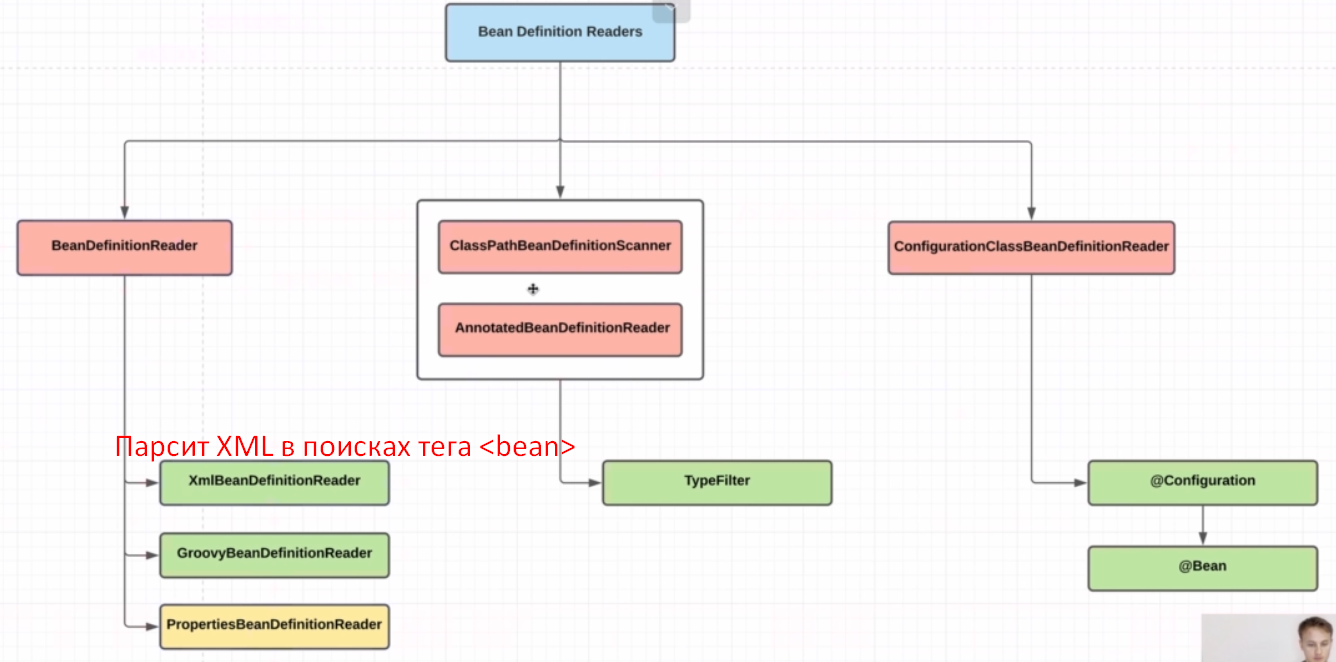 Bean Definition Readers
BeanDefinitionReader
ClassPathBeanDefinitionScanner
ConfigurationClassBeanDefinitionReader
AnnotatedBeanDefinitionReader
Парсит XML в поисках тега <bean>
XmlBeanDefinitionReader
TypeFilter
@Configuration
GroovyBeanDefinitionReader
@Bean
PropertiesBeanDefinitionReader